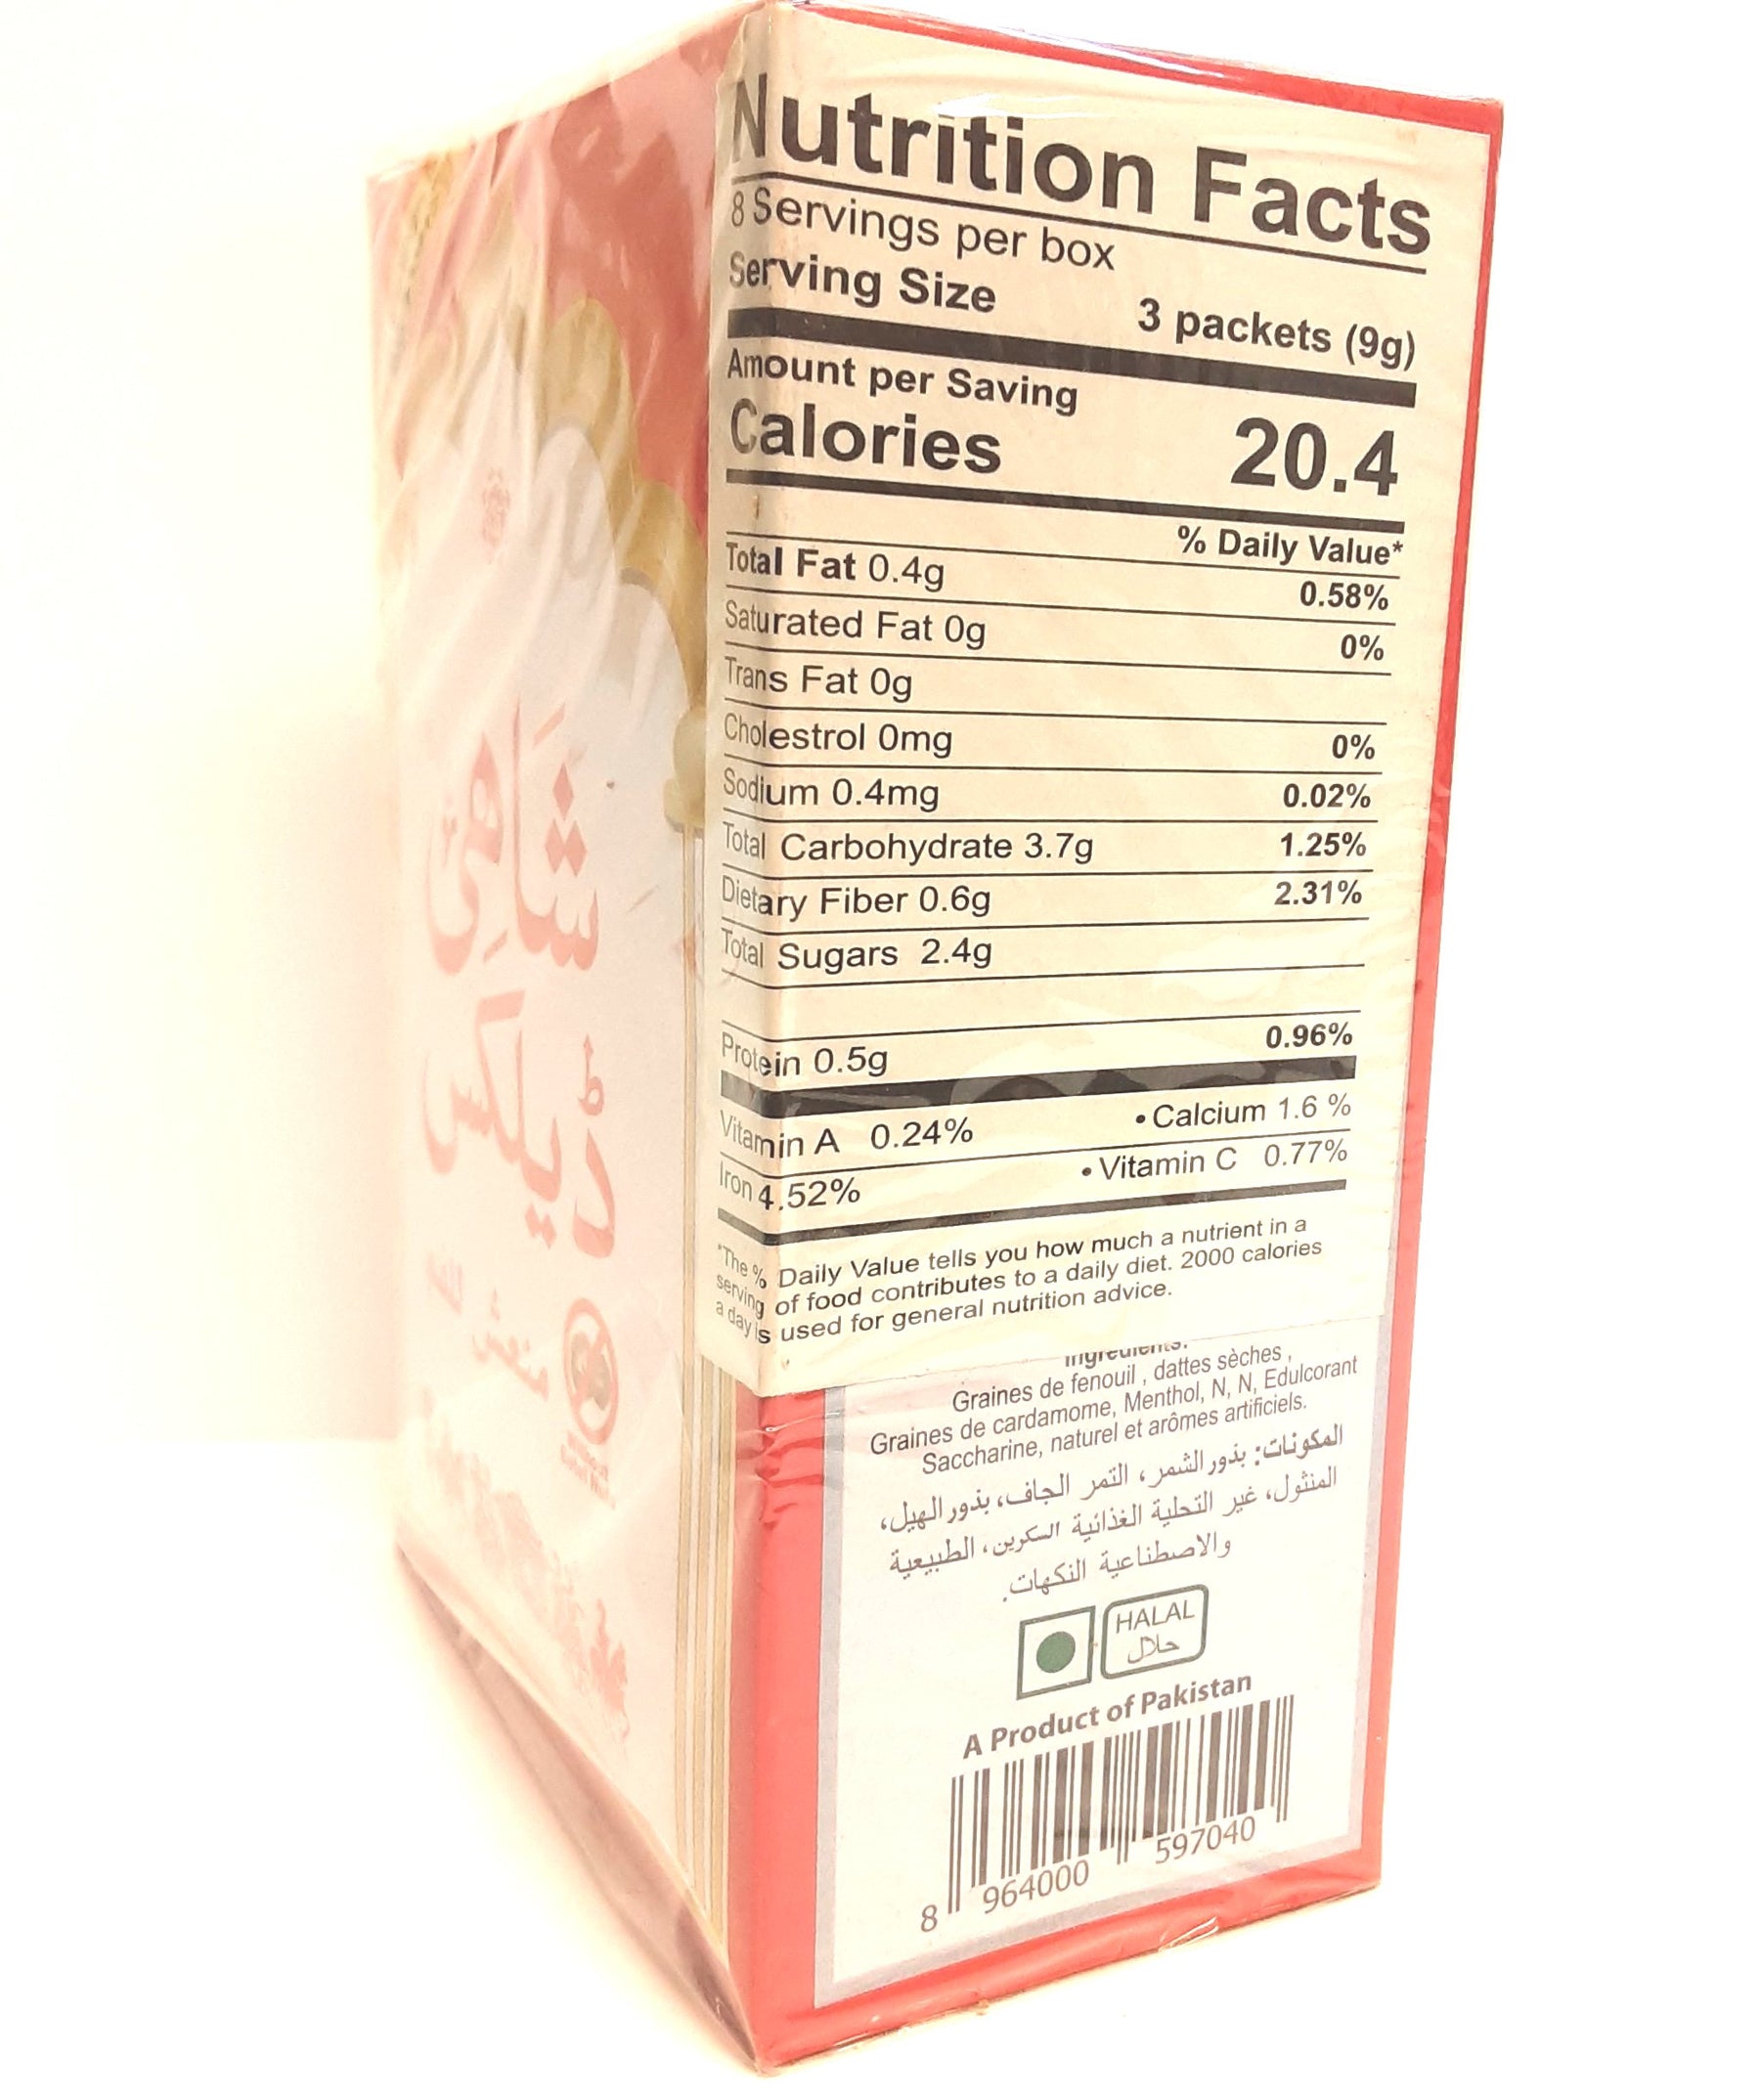 Nutrition Facts
8 Servings per box
Serving Size 3 packets (9g)
Amount per Saving
Calories 20.4
% Daily Value*
Total Fat 0.4g 0.58%
Saturated Fat 0g 0%
Trans Fat 0g
Cholestrol 0mg 0%
Sodium 0.4mg 0.02%
Total Carbohydrate 3.7g 1.25%
Dietary Fiber 0.6g 2.31%
Total Sugars 2.4g
Protein 0.5g 0.96%
Vitamin A 0.24% • Calcium 1.6 %
Iron 4.52% • Vitamin C 0.77%
*The % Daily Value tells you how much a nutrient in a
serving of food contributes to a daily diet. 2000 calories
a day is used for general nutrition advice.
Ingredients:
Graines de fenouil , dattes sèches ,
Graines de cardamome, Menthol, N, N, Edulcorant
Saccharine, naturel et arômes artificiels.
المكونات: بذور الشمر، التمر الجاف، بذور الهيل،
المنثول، غير التحلية الغذائية السكرين، الطبيعية
والاصطناعية النكهات.
HALAL
حلال
A Product of Pakistan
8 964000 597040
شاہی
ڈیلکس